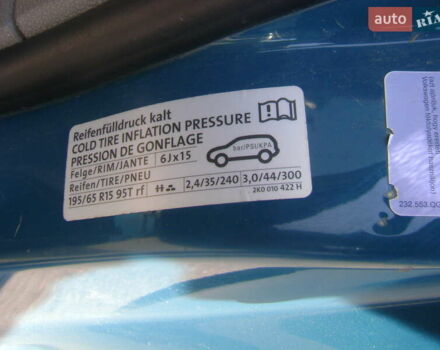 auto
RIA
Reifenfülldruck kalt
COLD TIRE INFLATION PRESSURE
PRESSION DE GONFLAGE
Felge/RIM/JANTE 6Jx15
bar/PSI/KPA
Reifen/TIRE/PNEU
195/65 R15 95T rf 2,4/35/240 3,0/44/300
2K0 010 422 H
Volkswagen
232.553.QG